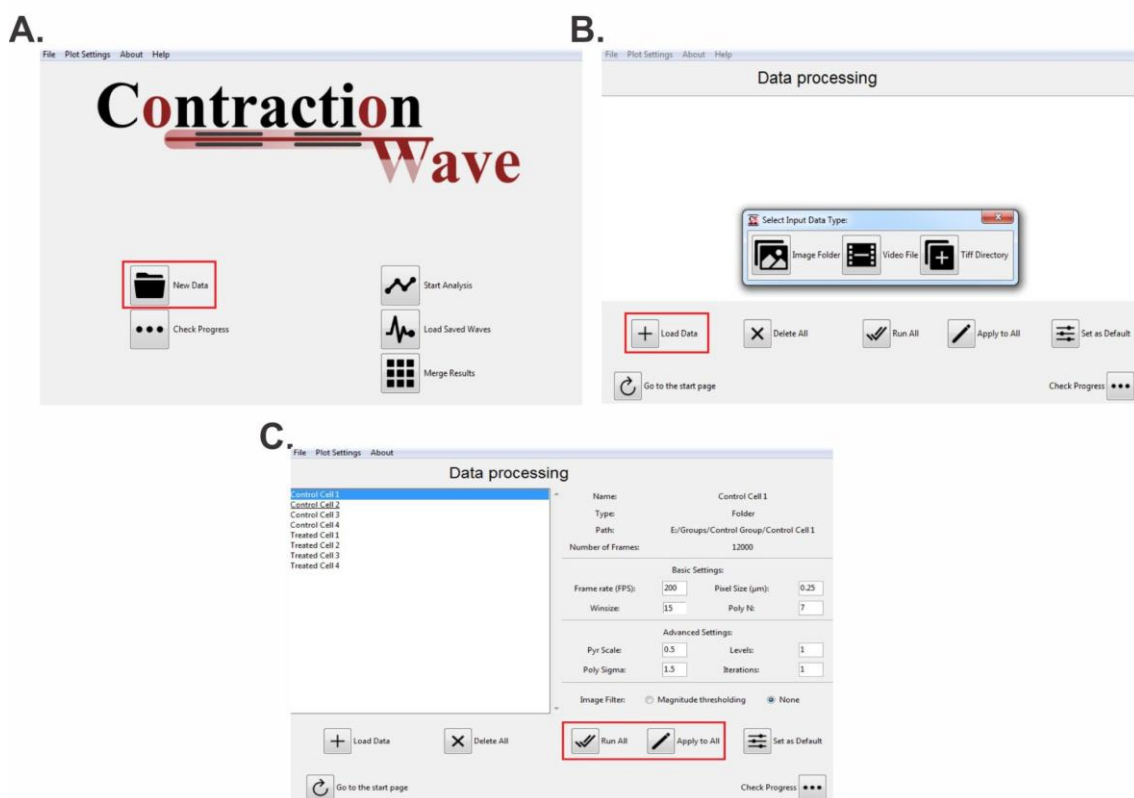 A.
File Plot Settings About Help
Contraction
Wave
New Data
Check Progress
Start Analysis
Load Saved Waves
Merge Results
B.
File Plot Settings About Help
Data processing
Select Input Data Type:
Image Folder Video File Tiff Directory
Load Data Delete All Run All Apply to All Set as Default
Go to the start page Check Progress
C.
File Plot Settings About
Data processing
Control Cell 1
Control Cell 2
Control Cell 3
Control Cell 4
Treated Cell 1
Treated Cell 2
Treated Cell 3
Treated Cell 4
Name: Control Cell 1
Type: Folder
Path: E:/Groups/Control Group/Control Cell 1
Number of Frames: 12000
Basic Settings:
Frame rate (FPS): 200 Pixel Size (µm): 0.25
Winsize: 15 Poly N: 7
Advanced Settings:
Pyr Scale: 0.5 Levels: 1
Poly Sigma: 1.5 Iterations: 1
Image Filter: Magnitude thresholding None
Load Data Delete All Run All Apply to All Set as Default
Go to the start page Check Progress